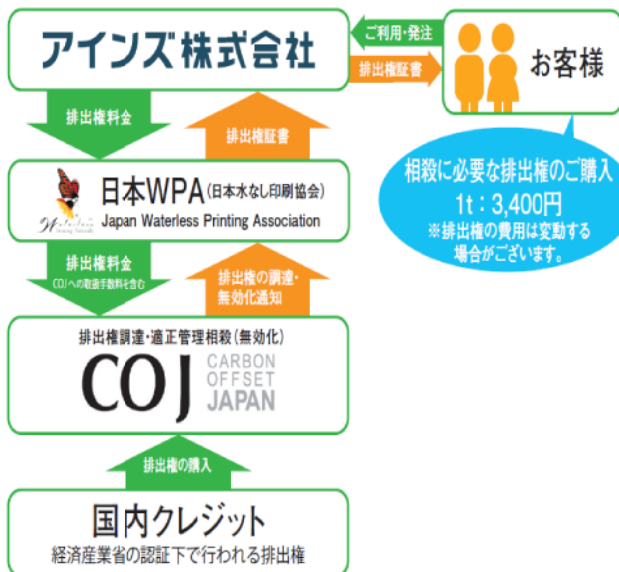 アインズ株式会社
ご利用・発注
排出権証書
お客様
排出権料金
排出権証書
相殺に必要な排出権のご購入
1t：3,400円
※排出権の費用は変動する
場合がございます。
日本WPA（日本水なし印刷協会）
Japan Waterless Printing Association
排出権料金
COJへの取扱手数料を含む
排出権の調達・
無効化通知
排出権調達・適正管理相殺（無効化）
COJ
CARBON
OFFSET
JAPAN
排出権の購入
国内クレジット
経済産業省の認証下で行われる排出権